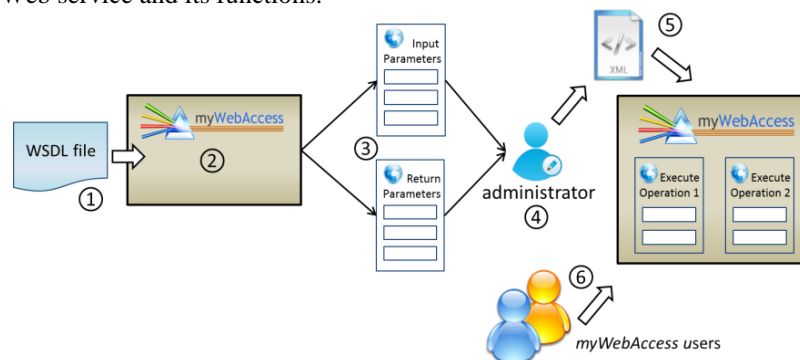 Web service and its functions.
WSDL file
①
myWebAccess
②
③
Input
Parameters
Return
Parameters
administrator
④
XML
⑤
myWebAccess
Execute
Operation 1
Execute
Operation 2
⑥
myWebAccess users